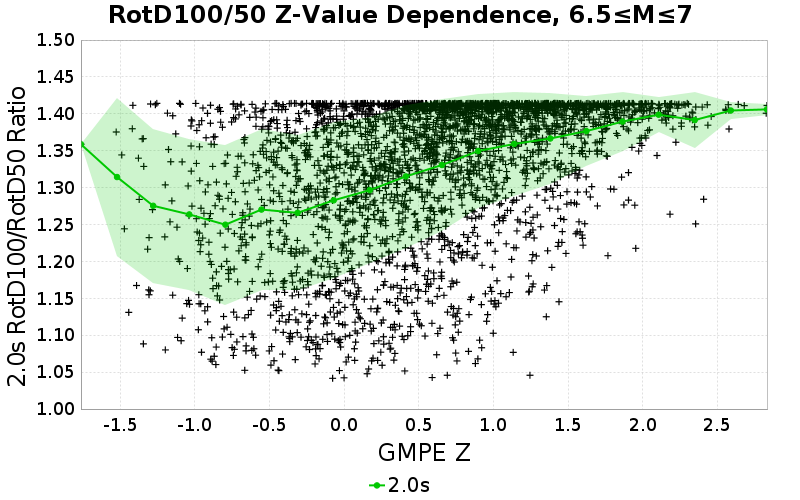 RotD100/50 Z-Value Dependence, 6.5≤M≤7
2.0s RotD100/RotD50 Ratio
1.50
1.45
1.40
1.35
1.30
1.25
1.20
1.15
1.10
1.05
1.00
-1.5 -1.0 -0.5 0.0 0.5 1.0 1.5 2.0 2.5
GMPE Z
2.0s